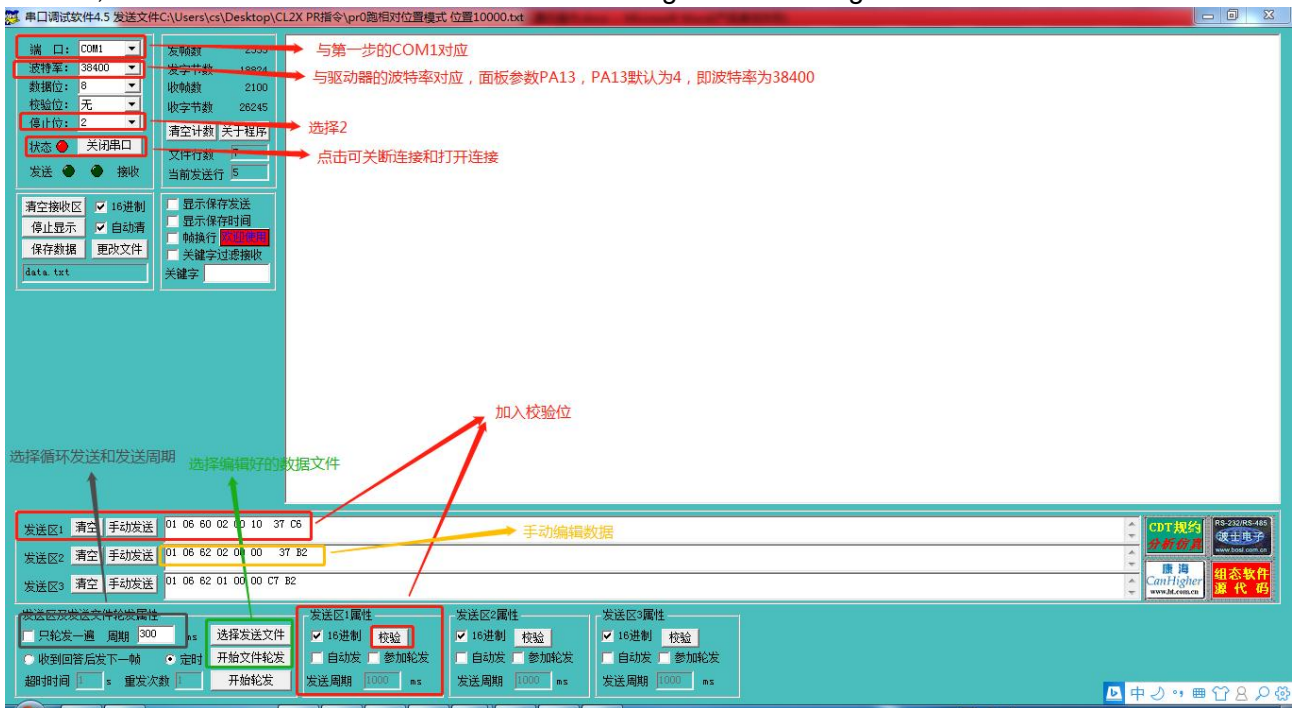 串口调试软件4.5 发送文件C:\Users\cs\Desktop\CL2X PR指令\pr0跑相对位置模式 位置10000.txt
端 口： COM1
波特率： 38400
数据位： 8
校验位： 无
停止位： 2
状态 关闭串口
发送 接收
发帧数 2353
发字节数 18824
收帧数 2100
收字节数 26245
清空计数 关于程序
文件行数 7
当前发送行 5
与第一步的COM1对应
与驱动器的波特率对应，面板参数PA13，PA13默认为4，即波特率为38400
选择2
点击可关断连接和打开连接
清空接收区 16进制
停止显示 自动清
保存数据 更改文件
data.txt
显示保存发送
显示保存时间
帧换行 欢迎使用
关键字过滤接收
关键字
加入校验位
选择循环发送和发送周期
选择编辑好的数据文件
发送区1 清空 手动发送 01 06 60 02 00 10 37 C6
手动编辑数据
发送区2 清空 手动发送 01 06 62 02 00 00 37 B2
发送区3 清空 手动发送 01 06 62 01 00 00 C7 B2
CDT规约
分析仿真
RS-232/RS-485
波士电子
www.bosi.com.cn
康海
CanHigher
组态软件
源代码
发送区及发送文件轮发属性
只轮发一遍 周期 300 ms
选择发送文件
收到回答后发下一帧 定时
开始文件轮发
超时时间 1 s 重发次数 1
开始轮发
发送区1属性
16进制 校验
自动发 参加轮发
发送周期 1000 ms
发送区2属性
16进制 校验
自动发 参加轮发
发送周期 1000 ms
发送区3属性
16进制 校验
自动发 参加轮发
发送周期 1000 ms
中